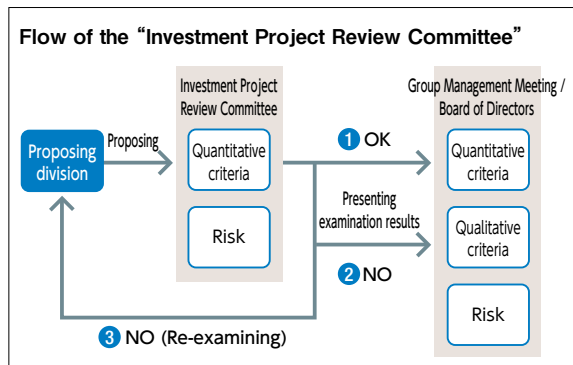 Flow of the “Investment Project Review Committee”
Investment Project
Review Committee
Group Management Meeting /
Board of Directors
Proposing
division
Proposing
Quantitative
criteria
Risk
1 OK
Presenting
examination results
2 NO
3 NO (Re-examining)
Quantitative
criteria
Qualitative
criteria
Risk